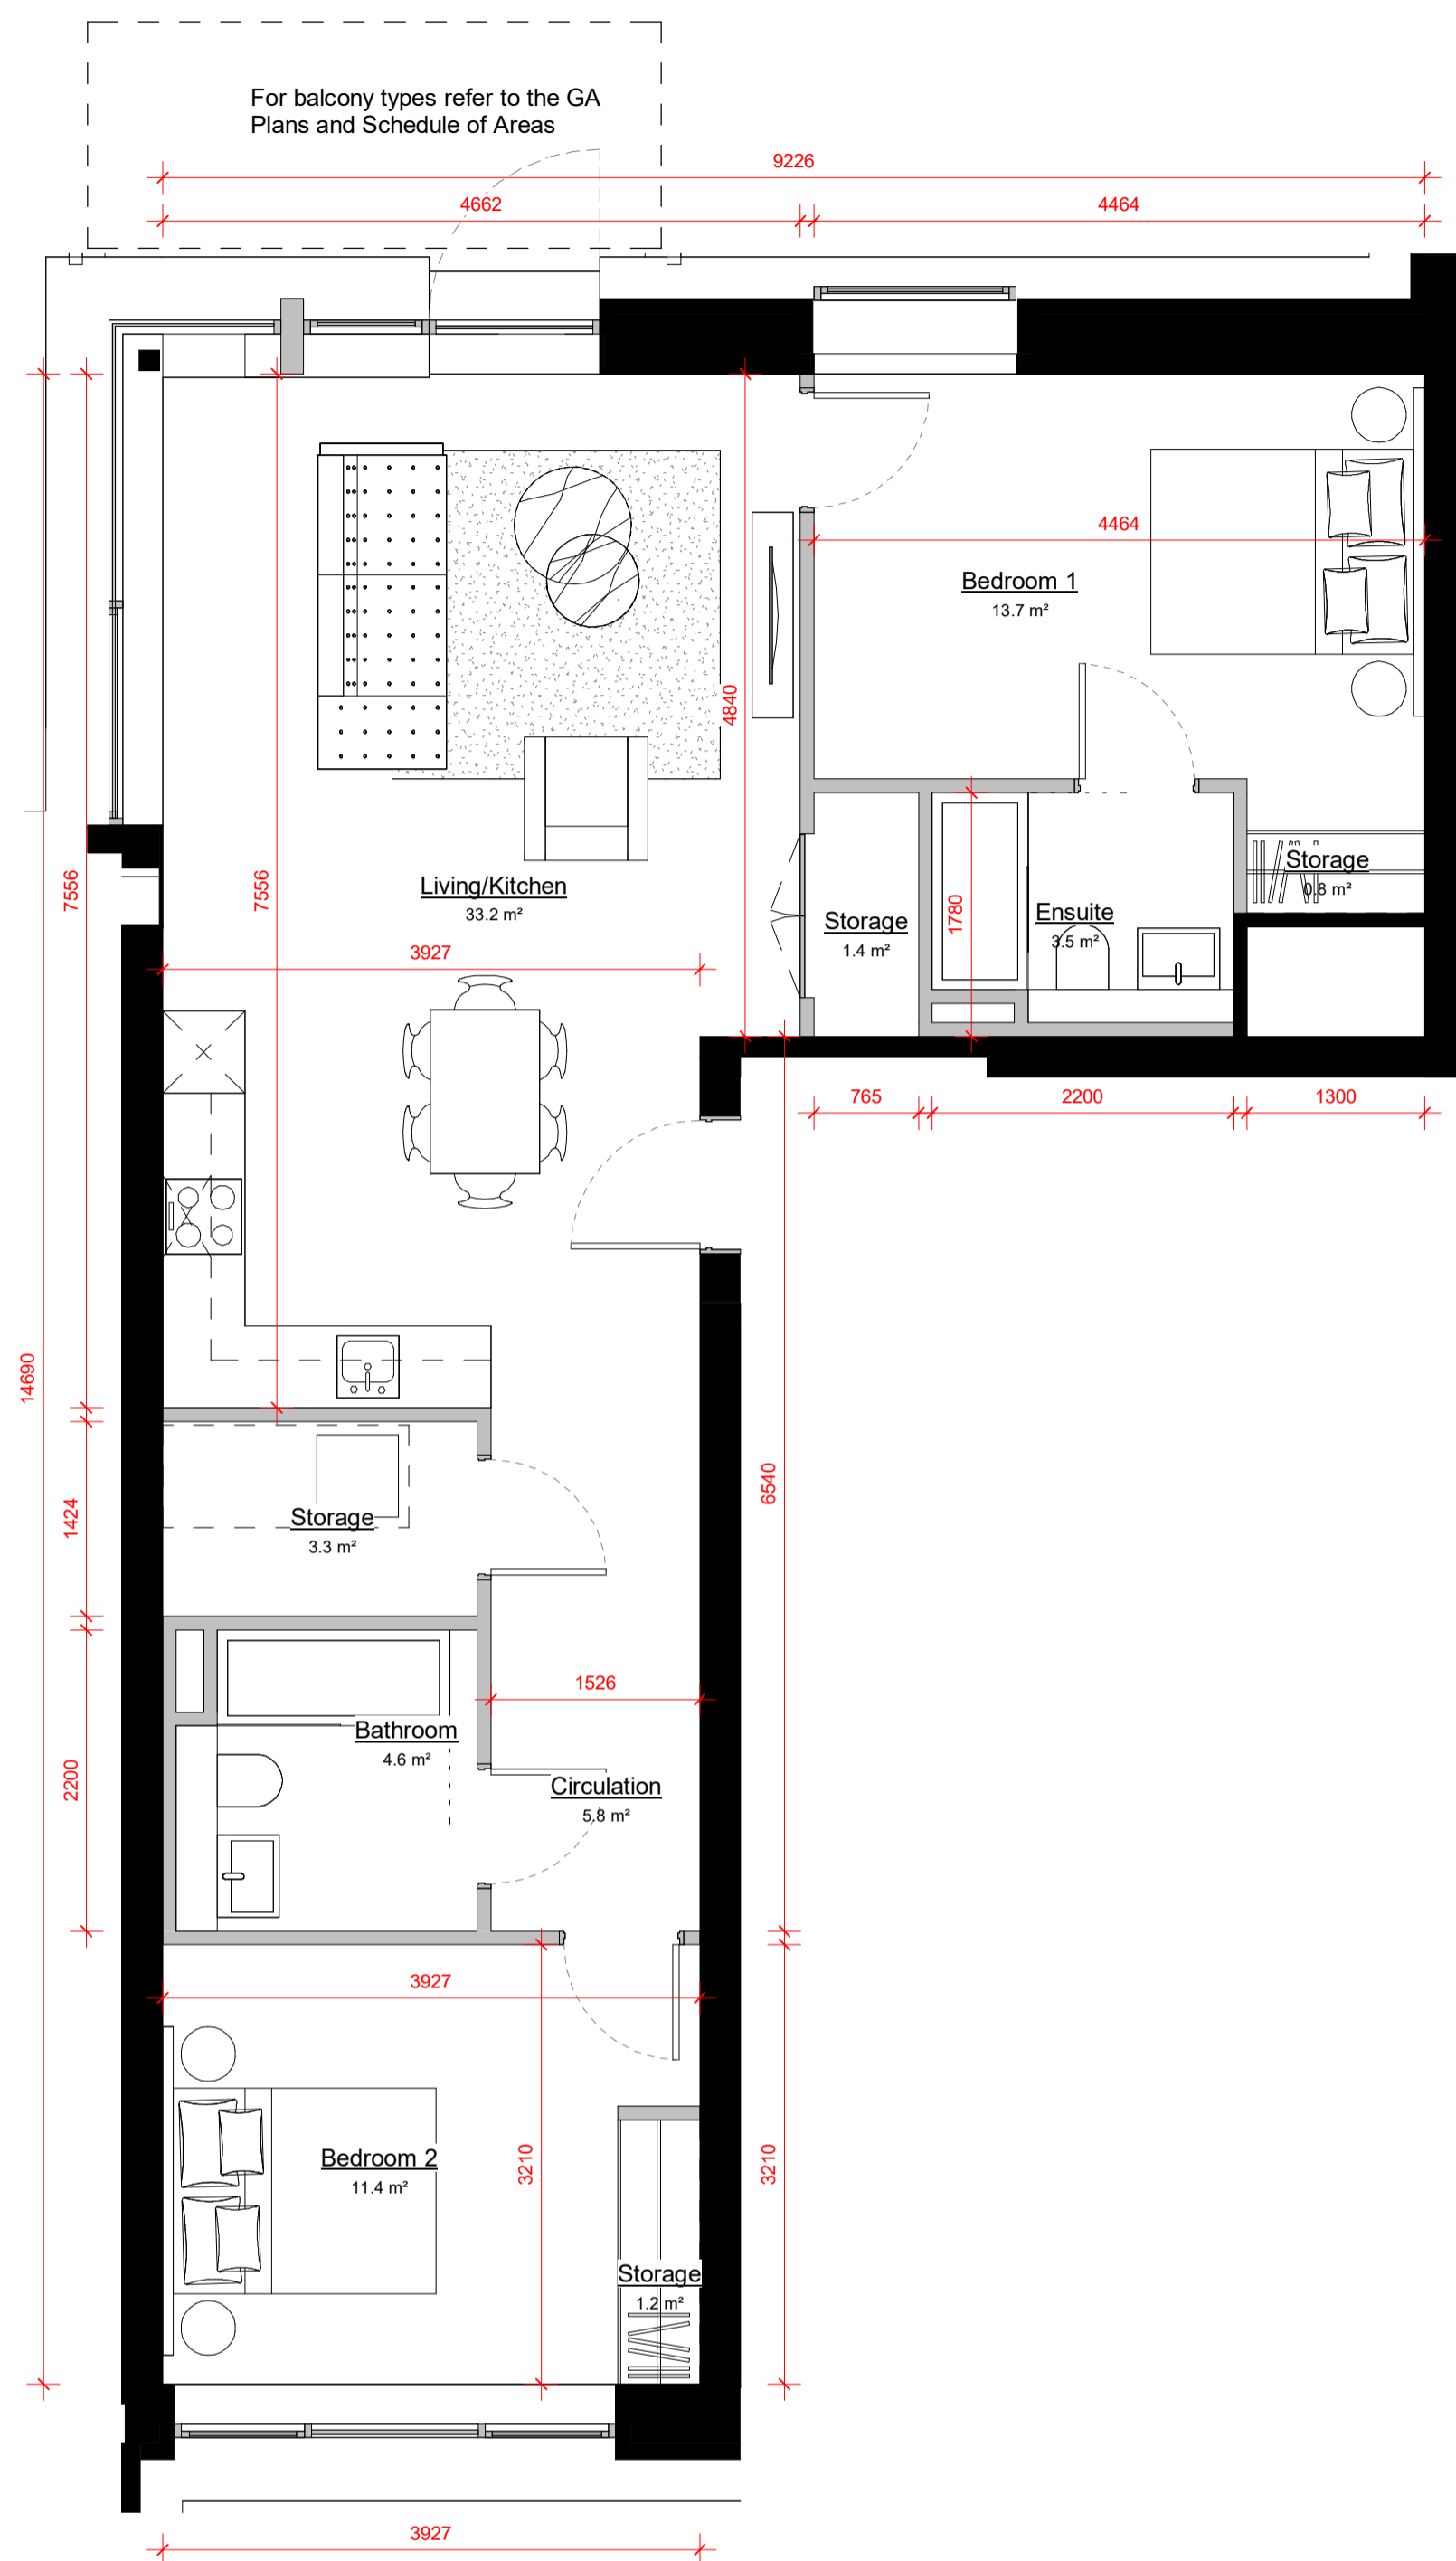 For balcony types refer to the GA
Plans and Schedule of Areas
9226
4662
4464
4464
Bedroom 1
13.7 m²
4840
7556
7556
Living/Kitchen
33.2 m²
3927
Storage
1.4 m²
1780
Ensuite
3.5 m²
Storage
0.8 m²
765
2200
1300
14690
6540
1424
Storage
3.3 m²
1526
Bathroom
4.6 m²
2200
Circulation
5.8 m²
3927
Bedroom 2
11.4 m²
3210
3210
Storage
1.2 m²
3927